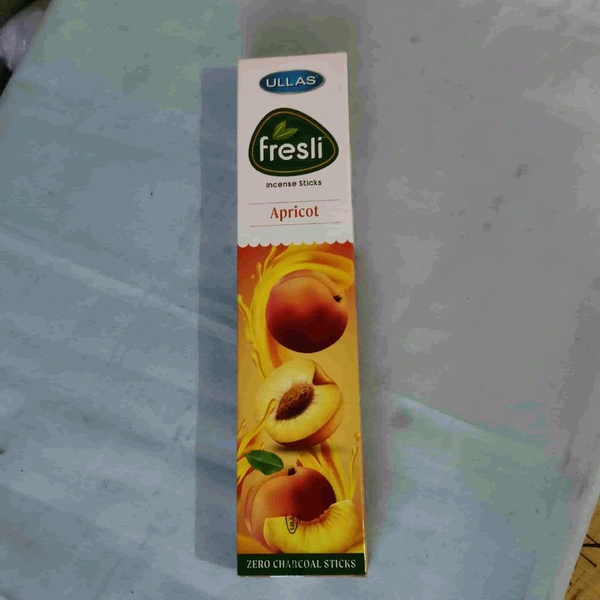 ULLAS
fresli
Incense Sticks
Apricot
ZERO CHARCOAL STICKS